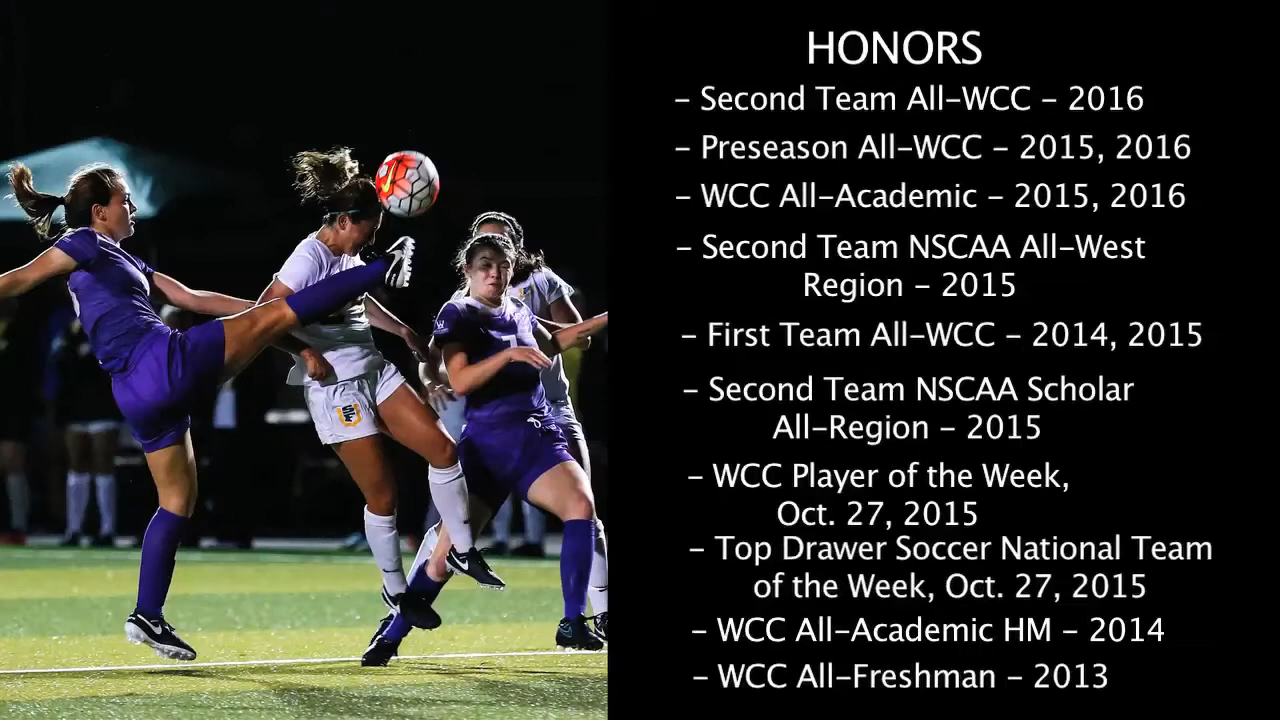 HONORS
– Second Team All–WCC – 2016
– Preseason All–WCC – 2015, 2016
– WCC All–Academic – 2015, 2016
– Second Team NSCAA All–West
Region – 2015
– First Team All–WCC – 2014, 2015
– Second Team NSCAA Scholar
All–Region – 2015
– WCC Player of the Week,
Oct. 27, 2015
– Top Drawer Soccer National Team
of the Week, Oct. 27, 2015
– WCC All–Academic HM – 2014
– WCC All–Freshman – 2013
SF